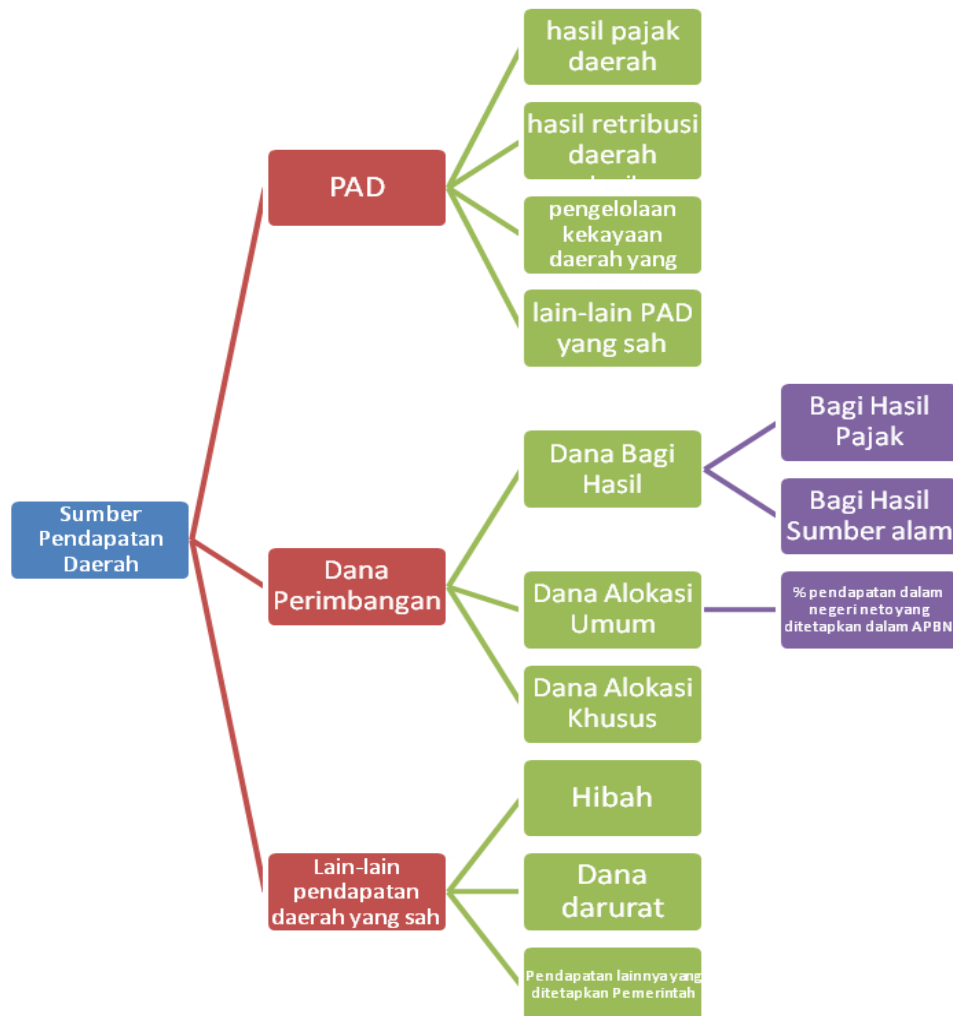 hasil pajak
daerah
hasil retribusi
daerah
PAD
pengelolaan
kekayaan
daerah yang
lain-lain PAD
yang sah
Bagi Hasil
Pajak
Dana Bagi
Hasil
Bagi Hasil
Sumber alam
Sumber
Pendapatan
Daerah
Dana
Perimbangan
Dana Alokasi
Umum
% pendapatan dalam
negeri neto yang
ditetapkan dalam APBN
Dana Alokasi
Khusus
Hibah
Lain-lain
pendapatan
daerah yang sah
Dana
darurat
Pendapatan lainnya yang
ditetapkan Pemerintah